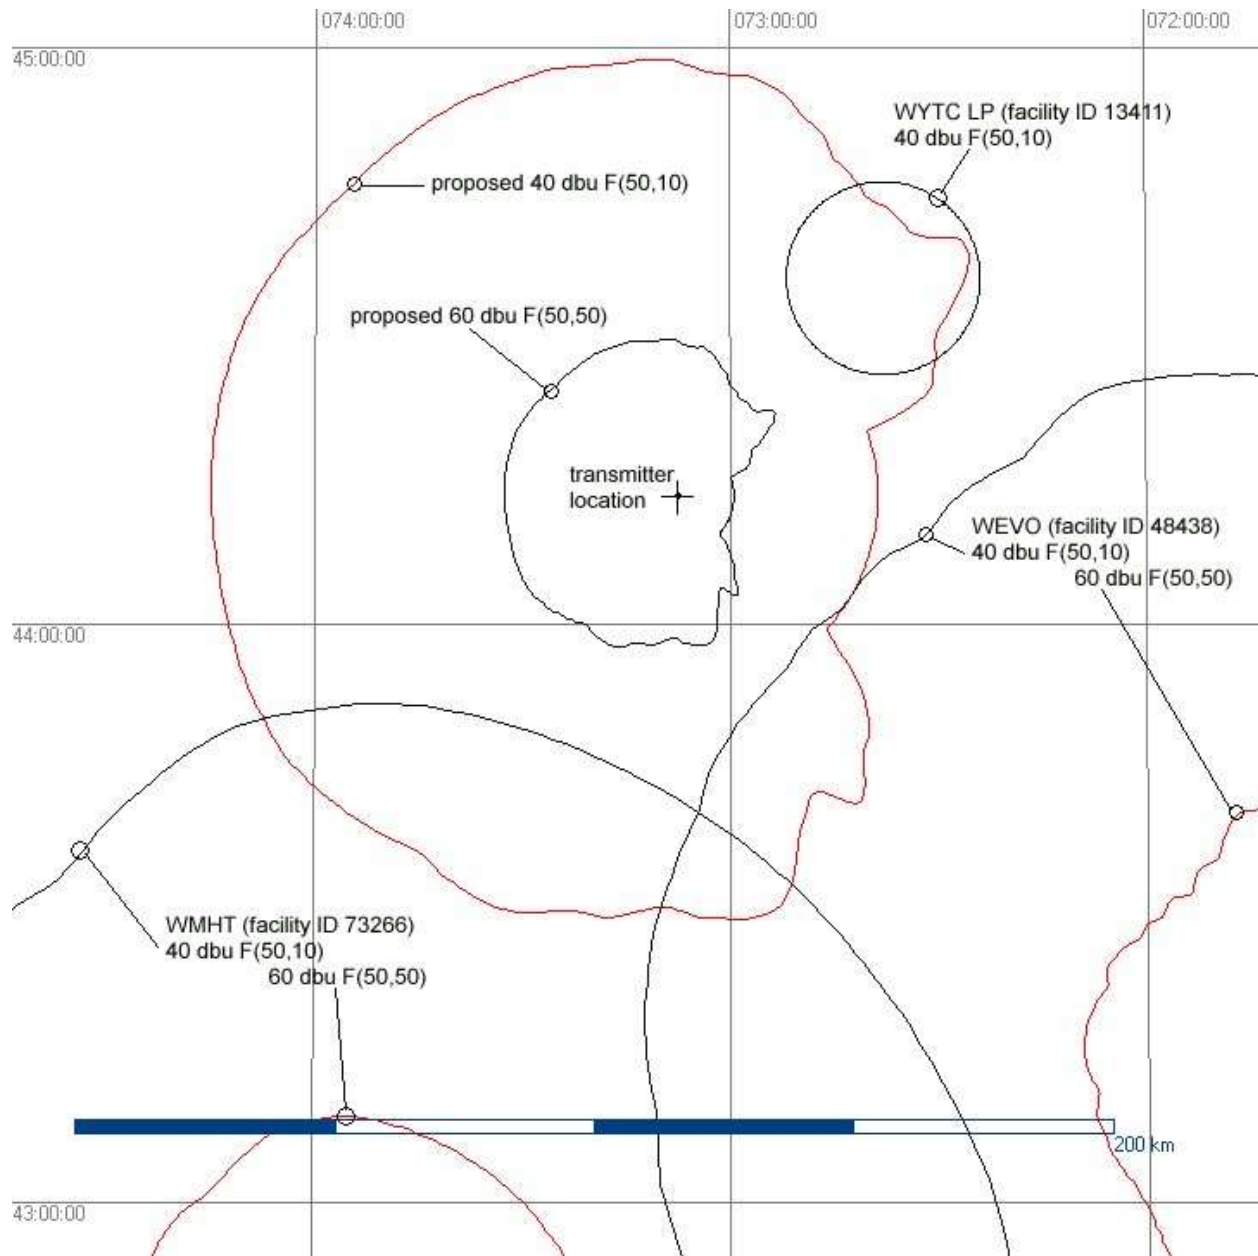 074:00:00
073:00:00
072:00:00
45:00:00
WYTC LP (facility ID 13411)
40 dbu F(50,10)
proposed 40 dbu F(50,10)
proposed 60 dbu F(50,50)
transmitter
location
WEVO (facility ID 48438)
40 dbu F(50,10)
60 dbu F(50,50)
44:00:00
WMHT (facility ID 73266)
40 dbu F(50,10)
60 dbu F(50,50)
200 km
43:00:00